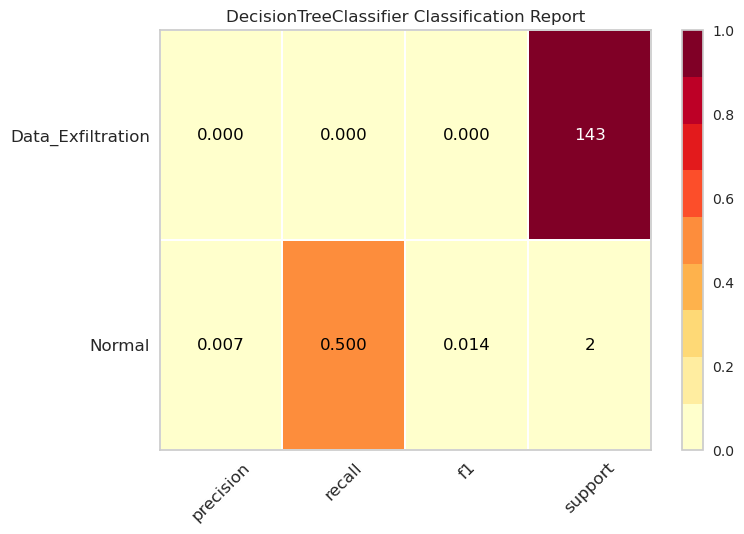 DecisionTreeClassifier Classification Report
Data_Exfiltration 0.000 0.000 0.000 143
Normal 0.007 0.500 0.014 2
precision recall f1 support
1.0
0.8
0.6
0.4
0.2
0.0